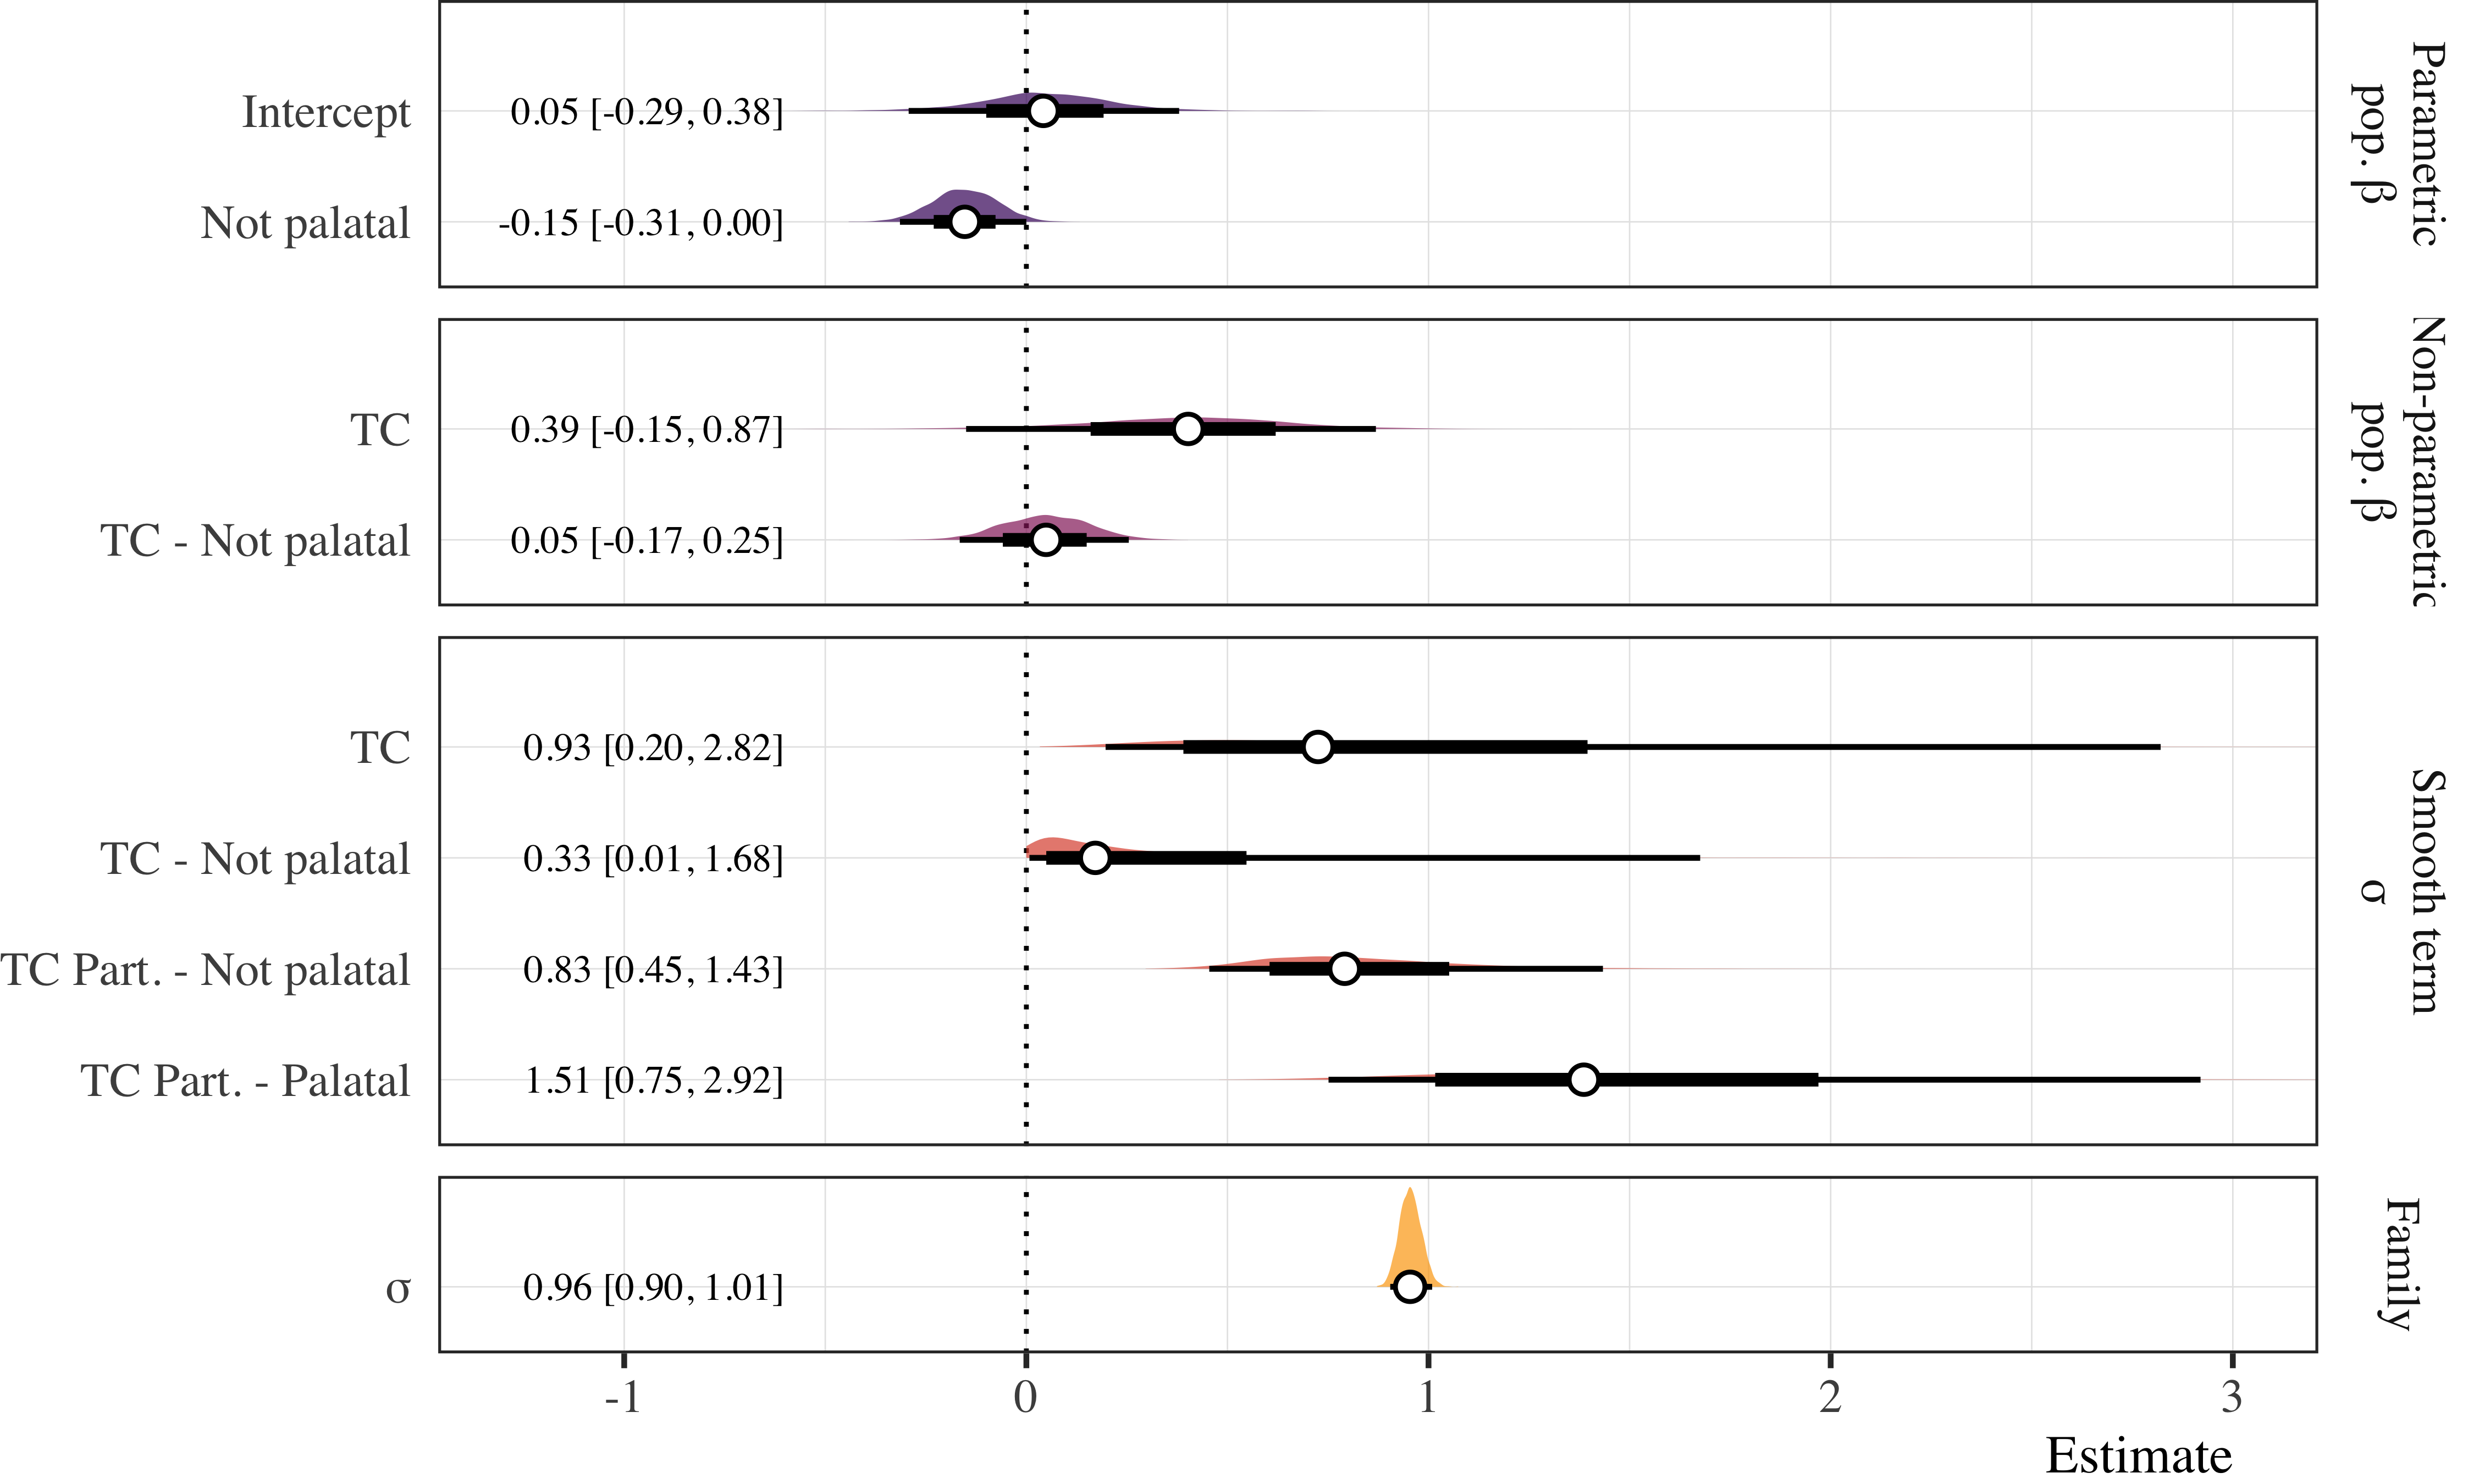 Intercept 0.05 [-0.29, 0.38]
Not palatal -0.15 [-0.31, 0.00]
Parametric
pop. β
TC 0.39 [-0.15, 0.87]
TC - Not palatal 0.05 [-0.17, 0.25]
Non-parametric
pop. β
TC 0.93 [0.20, 2.82]
TC - Not palatal 0.33 [0.01, 1.68]
TC Part. - Not palatal 0.83 [0.45, 1.43]
TC Part. - Palatal 1.51 [0.75, 2.92]
Smooth term
σ
σ 0.96 [0.90, 1.01]
Family
-1 0 1 2 3
Estimate